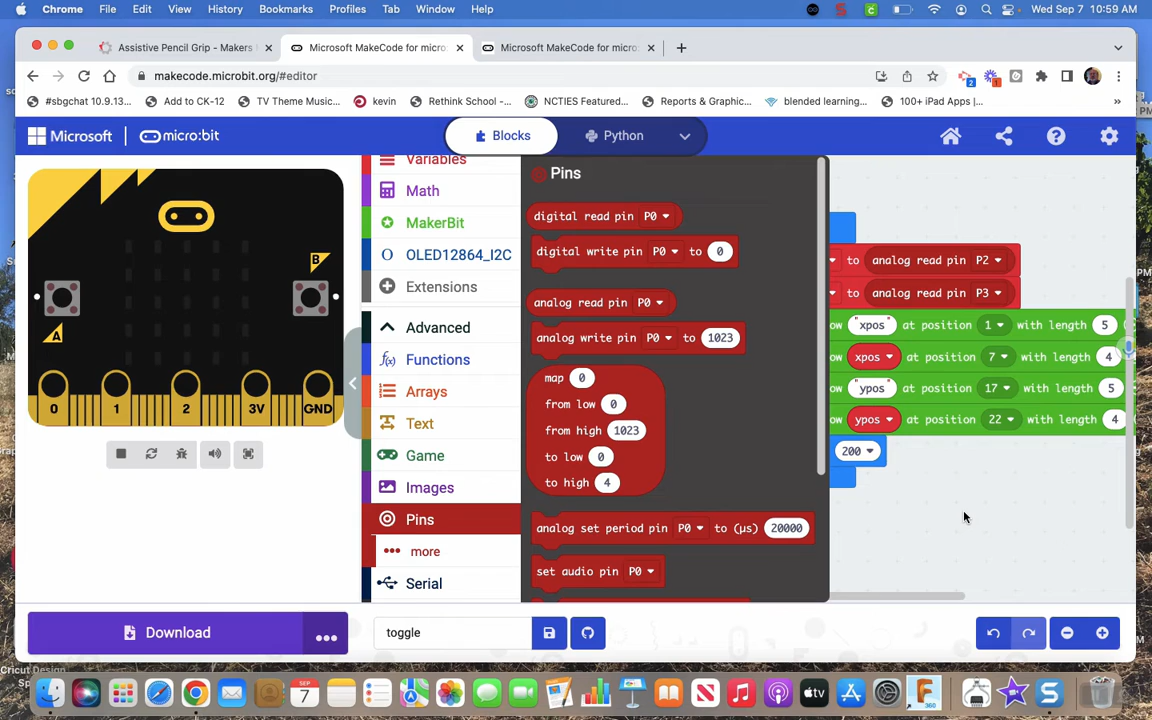 Chrome File Edit View History Bookmarks Profiles Tab Window Help Wed Sep 7 10:59 AM
Assistive Pencil Grip - Makers Microsoft MakeCode for micro: Microsoft MakeCode for micro:
makecode.microbit.org/#editor
#sbgchat 10.9.13... Add to CK-12 TV Theme Music... kevin Rethink School -... NCTIES Featured... Reports & Graphic... blended learning... 100+ iPad Apps |... »
Microsoft micro:bit Blocks Python
Variables
Math
MakerBit
OLED12864_I2C
Extensions
Advanced
Functions
Arrays
Text
Game
Images
Pins
more
Serial
Pins
digital read pin P0
digital write pin P0 to 0
analog read pin P0
analog write pin P0 to 1023
map 0
from low 0
from high 1023
to low 0
to high 4
analog set period pin P0 to (µs) 20000
set audio pin P0
to analog read pin P2
to analog read pin P3
ow "xpos" at position 1 with length 5
ow xpos at position 7 with length 4
ow "ypos" at position 17 with length 5
ow ypos at position 22 with length 4
200
A
B
0 1 2 3V GND
Download ... toggle
SEP
7
360